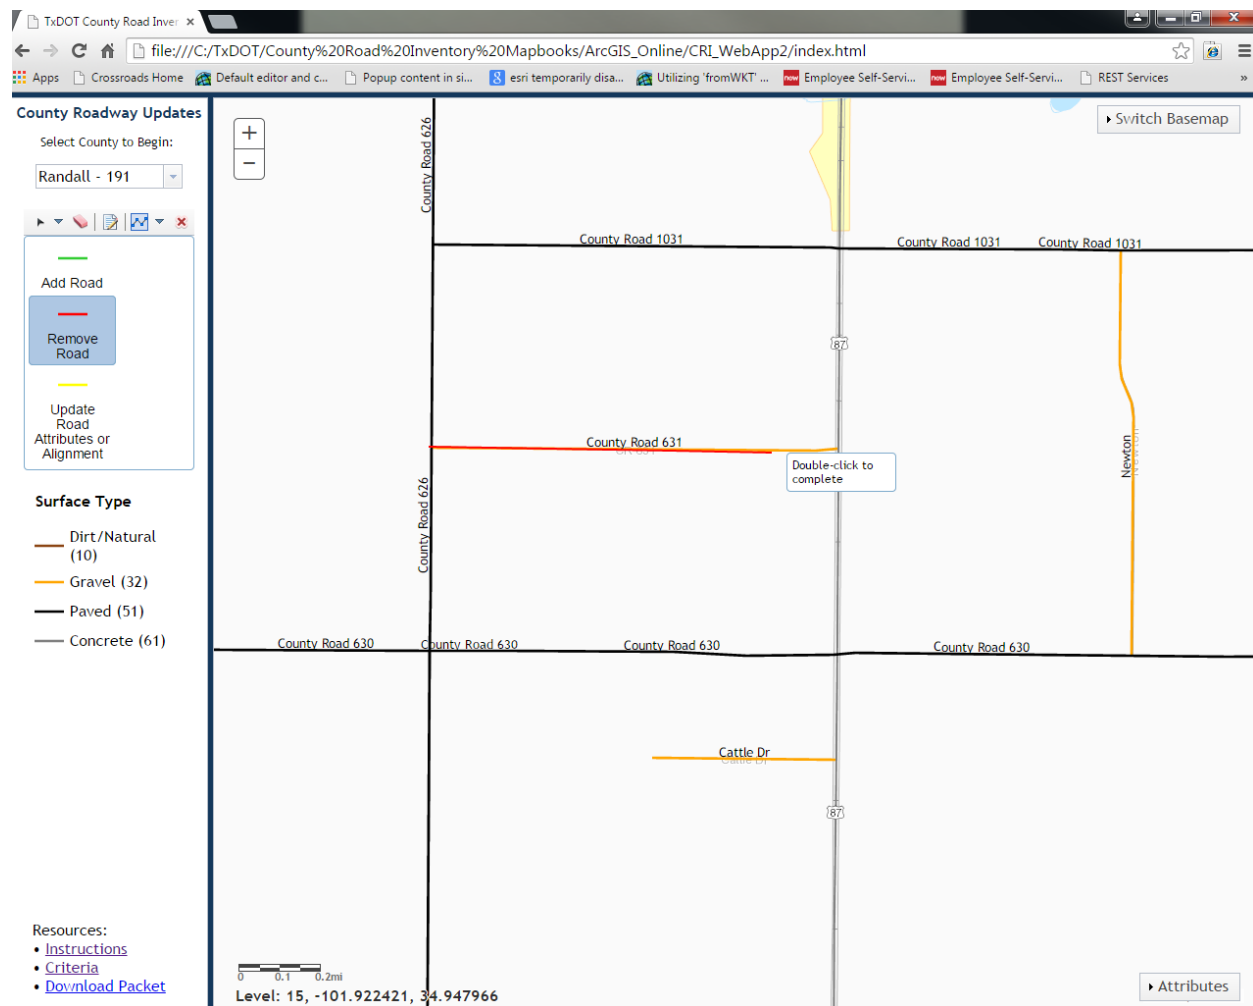 TxDOT County Road Inver
file:///C:/TxDOT/County%20Road%20Inventory%20Mapbooks/ArcGIS_Online/CRI_WebApp2/index.html
Apps Crossroads Home Default editor and c... Popup content in si... esri temporarily disa... Utilizing 'fromWKT' ... Employee Self-Servi... Employee Self-Servi... REST Services »
County Roadway Updates
Select County to Begin:
Randall - 191
Add Road
Remove
Road
Update
Road
Attributes or
Alignment
Surface Type
Dirt/Natural
(10)
Gravel (32)
Paved (51)
Concrete (61)
Resources:
• Instructions
• Criteria
• Download Packet
+
−
Switch Basemap
County Road 626
County Road 1031
County Road 1031
County Road 1031
87
County Road 631
CR 631
Double-click to
complete
Newton
Newton
County Road 626
County Road 630
County Road 630
County Road 630
County Road 630
Cattle Dr
Cattle Dr
87
0 0.1 0.2mi
Level: 15, -101.922421, 34.947966
Attributes